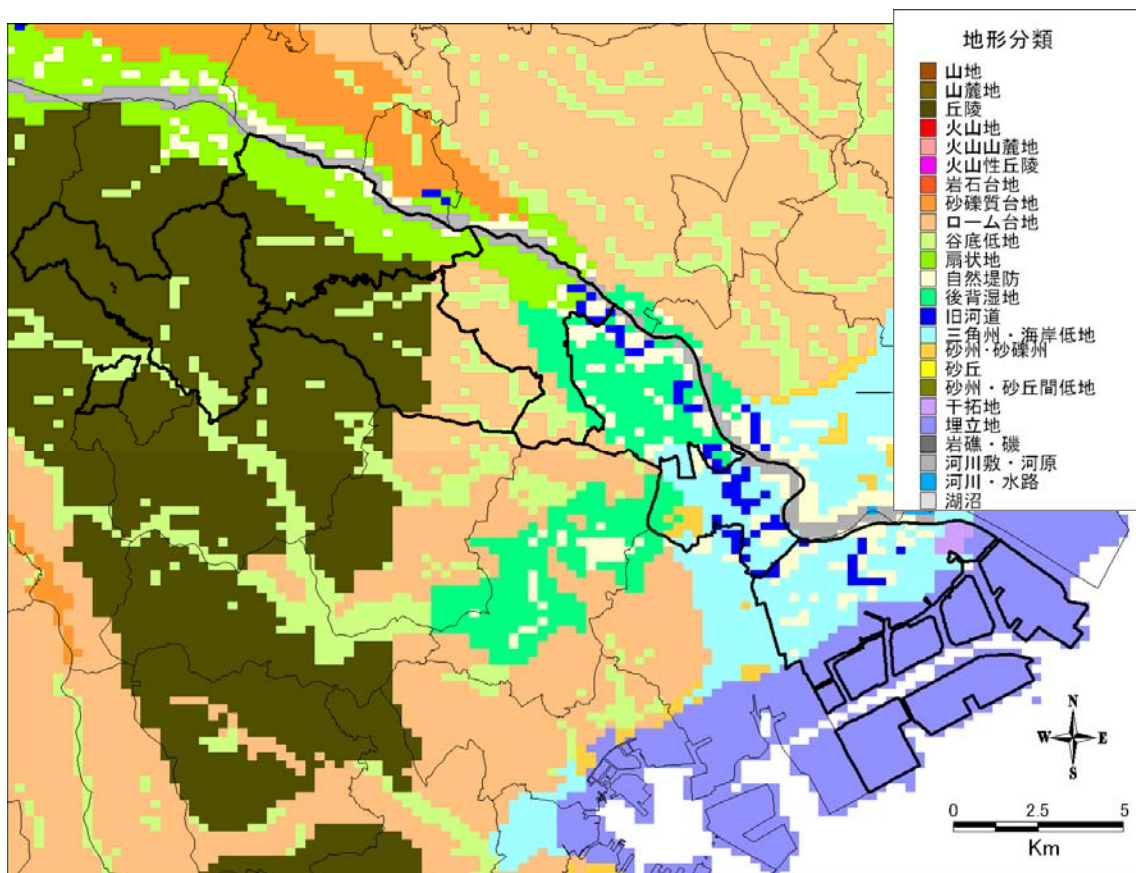 地形分類
山地
山麓地
丘陵
火山地
火山山麓地
火山性丘陵
岩石台地
砂礫質台地
ローム台地
谷底低地
扇状地
自然堤防
後背湿地
旧河道
三角州・海岸低地
砂州・砂礫州
砂丘
砂州・砂丘間低地
干拓地
埋立地
岩礁・磯
河川敷・河原
河川・水路
湖沼
N
W E
S
0 2.5 5
Km